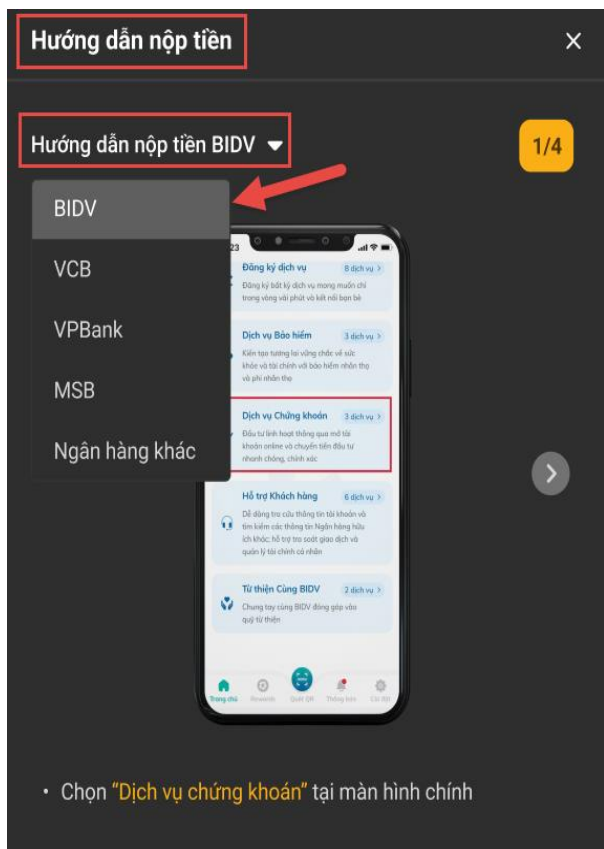 Hướng dẫn nộp tiền
Hướng dẫn nộp tiền BIDV
1/4
BIDV
VCB
VPBank
MSB
Ngân hàng khác
Đăng ký dịch vụ
8 dịch vụ >
Đăng ký bất kỳ dịch vụ mong muốn chỉ
trong vòng vài phút và kết nối bạn bè
Dịch vụ Bảo hiểm
3 dịch vụ >
Kiến tạo tương lai vững chắc về sức
khỏe và tài chính với bảo hiểm nhân thọ
và phi nhân thọ
Dịch vụ Chứng khoán
3 dịch vụ >
Đầu tư linh hoạt thông qua mở tài
khoản online và chuyển tiền đầu tư
nhanh chóng, chính xác
Hỗ trợ Khách hàng
6 dịch vụ >
Dễ dàng tra cứu thông tin tài khoản và
tìm kiếm các thông tin Ngân hàng hữu
ích khác; hỗ trợ tra soát giao dịch và
quản lý tài chính cá nhân
Từ thiện Cùng BIDV
2 dịch vụ >
Chung tay cùng BIDV đóng góp vào
quỹ từ thiện
Trang chủ
Rewards
Quét QR
Thông báo
Cài đặt
• Chọn “Dịch vụ chứng khoán” tại màn hình chính